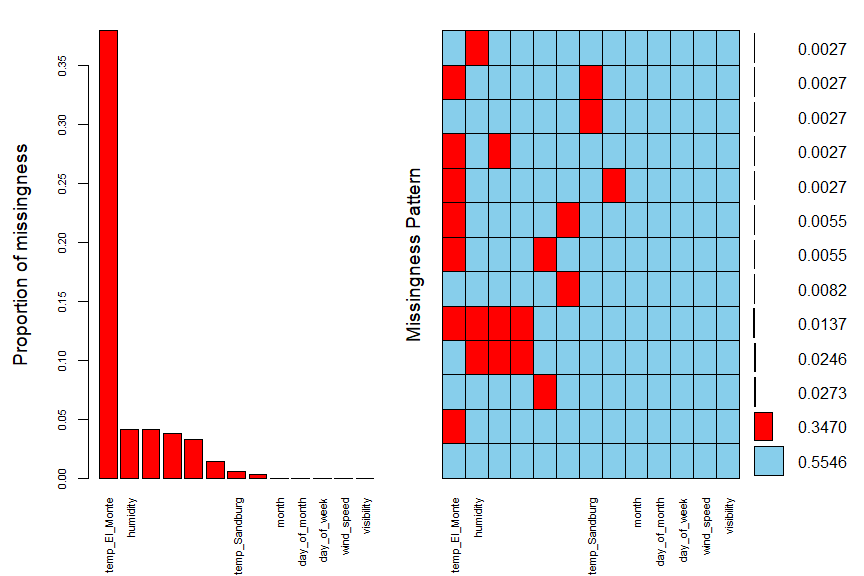 Proportion of missingness
0.35
0.30
0.25
0.20
0.15
0.10
0.05
0.00
temp_El_Monte
humidity
temp_Sandburg
month
day_of_month
day_of_week
wind_speed
visibility
Missingness Pattern
temp_El_Monte
humidity
temp_Sandburg
month
day_of_month
day_of_week
wind_speed
visibility
0.0027
0.0027
0.0027
0.0027
0.0027
0.0055
0.0055
0.0082
0.0137
0.0246
0.0273
0.3470
0.5546